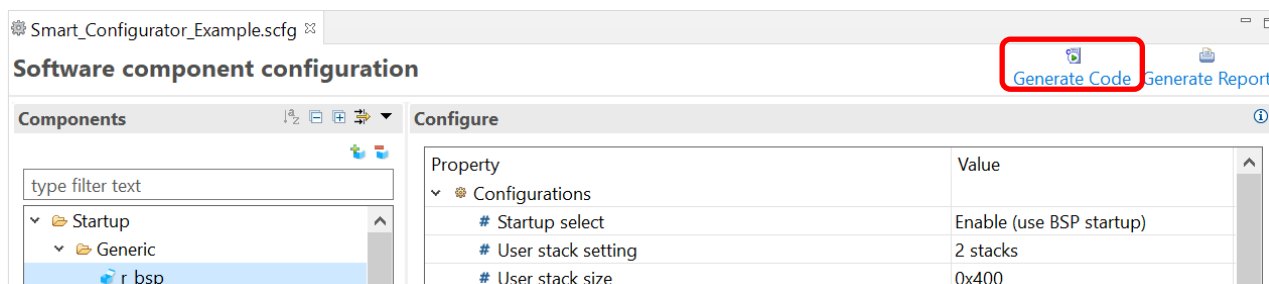 Smart_Configurator_Example.scfg
Software component configuration
Generate Code Generate Report
Components
Configure
type filter text
Startup
Generic
r_bsp
Property Value
Configurations
# Startup select Enable (use BSP startup)
# User stack setting 2 stacks
# User stack size 0x400